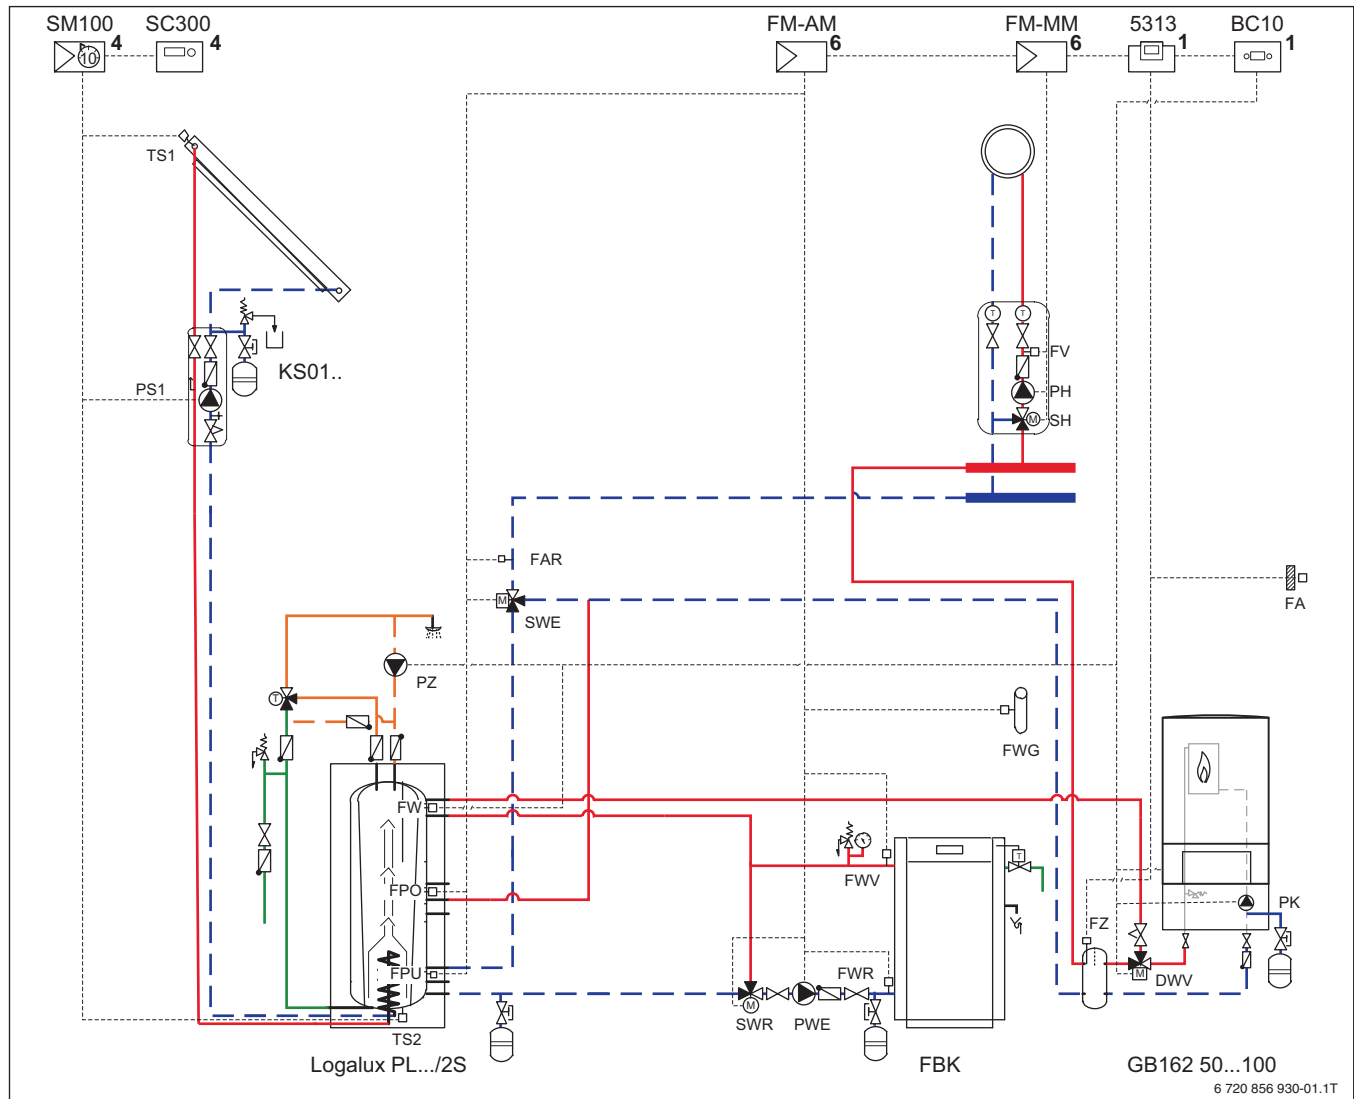 SM100 SC300 FM-AM FM-MM 5313 BC10
4 4 6 6 1 1
10
TS1
T T
FV
KS01..
PS1
PH
M SH
FAR
FA
M
SWE
PZ
T
FWG
FW
T
FWV
FPO
PK
FZ
FPU
FWR
M
DWV
M
SWR PWE
TS2
Logalux PL.../2S FBK GB162 50...100
6 720 856 930-01.1T